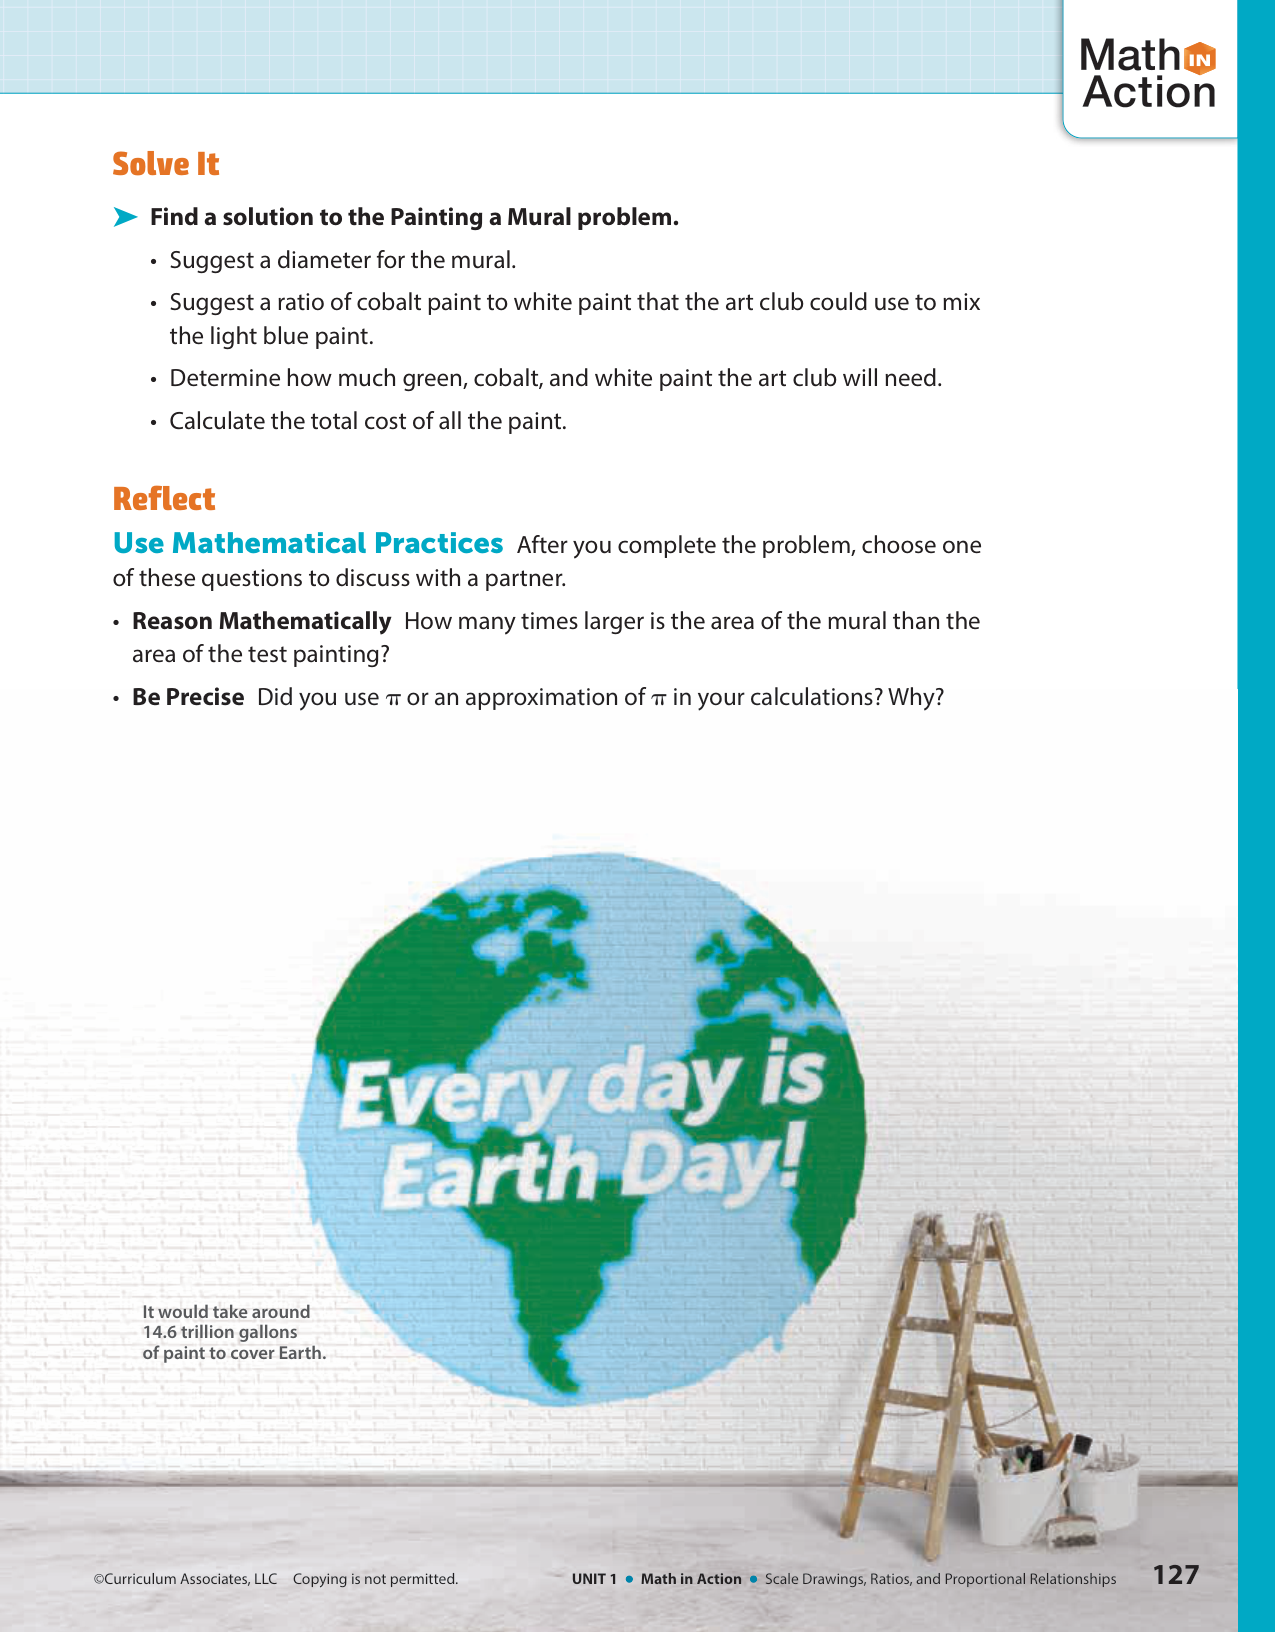 Math IN
Action
Solve It
Find a solution to the Painting a Mural problem.
• Suggest a diameter for the mural.
• Suggest a ratio of cobalt paint to white paint that the art club could use to mix
the light blue paint.
• Determine how much green, cobalt, and white paint the art club will need.
• Calculate the total cost of all the paint.
Reflect
Use Mathematical Practices After you complete the problem, choose one
of these questions to discuss with a partner.
• Reason Mathematically How many times larger is the area of the mural than the
area of the test painting?
• Be Precise Did you use π or an approximation of π in your calculations? Why?
Every day is
Earth Day!
It would take around
14.6 trillion gallons
of paint to cover Earth.
©Curriculum Associates, LLC Copying is not permitted.
UNIT 1 • Math in Action • Scale Drawings, Ratios, and Proportional Relationships 127